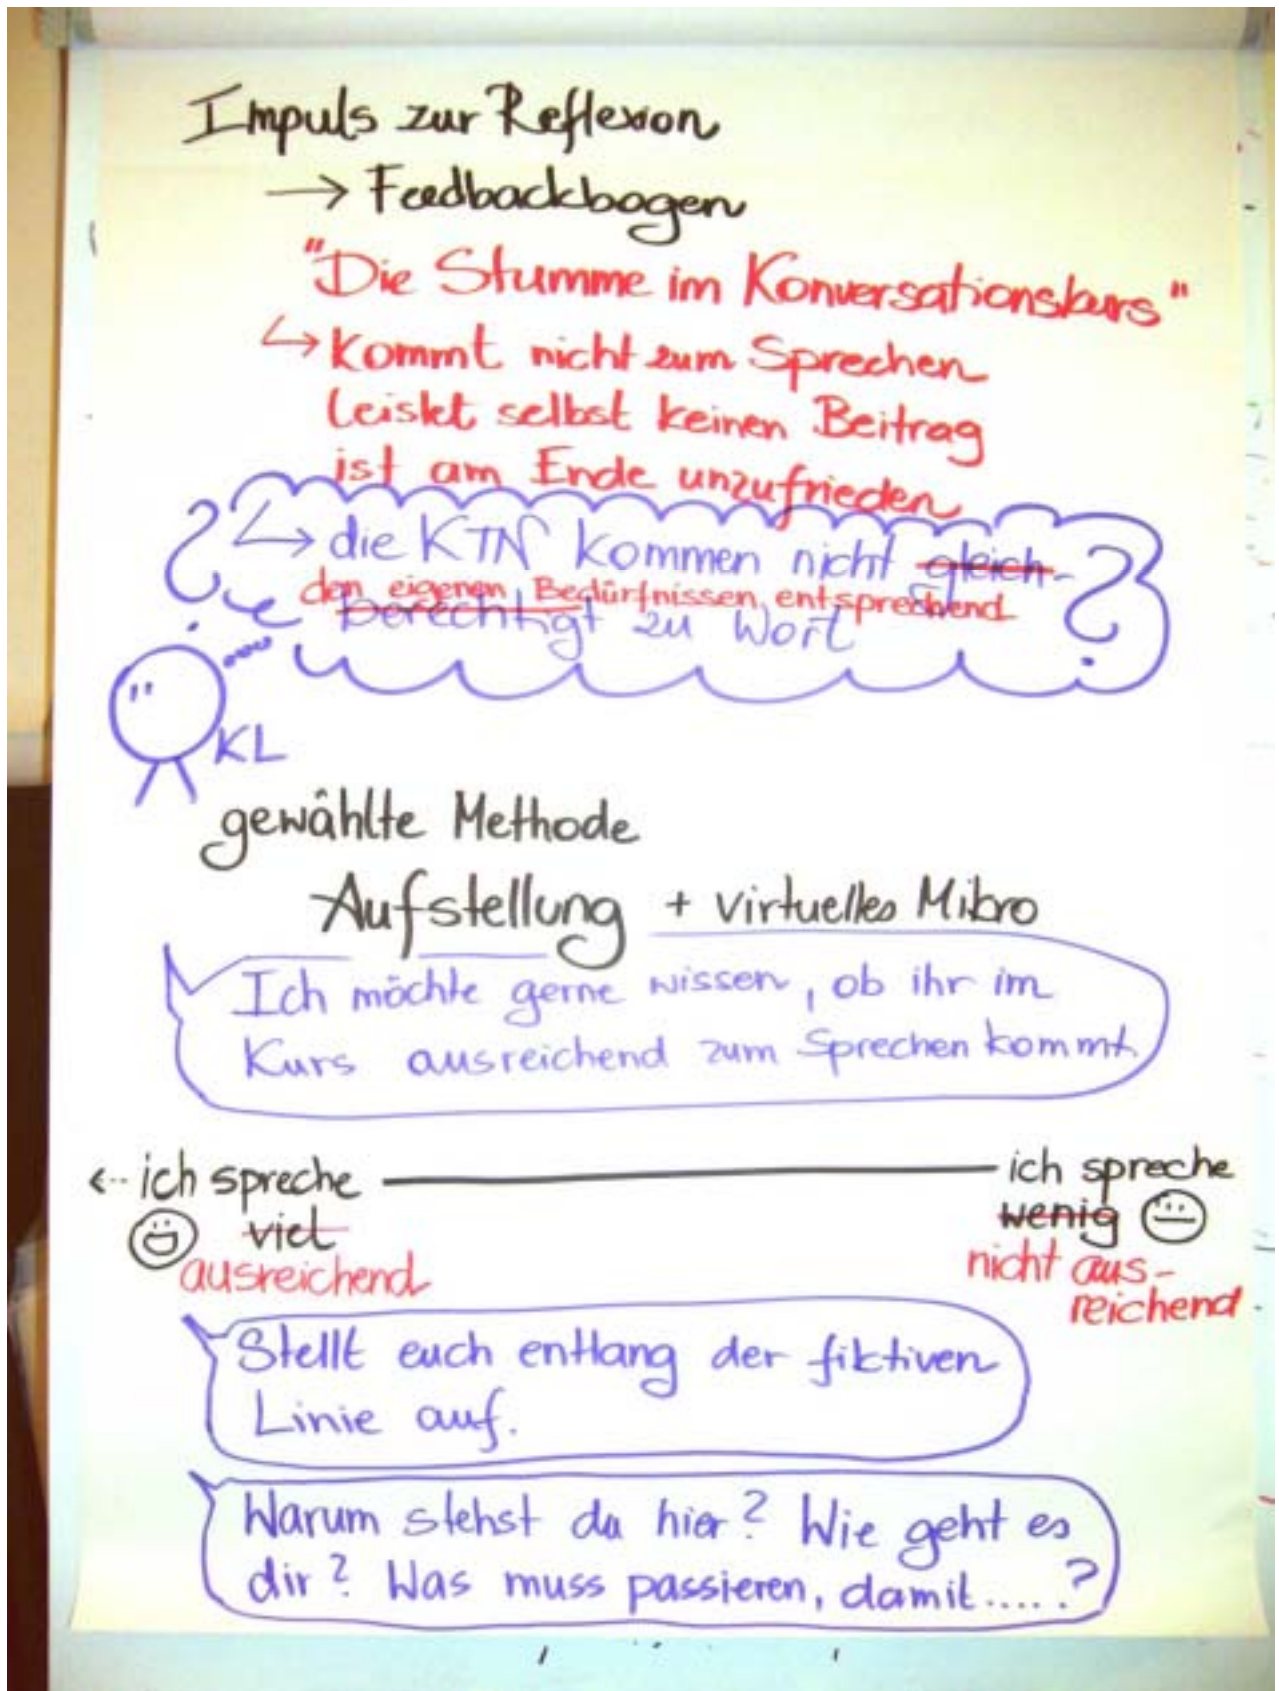 Impuls zur Reflexion
→ Feedbackbogen
"Die Stumme im Konversationskurs"
↳ kommt nicht zum Sprechen
leistet selbst keinen Beitrag
ist am Ende unzufrieden
? ↳ die KTN kommen nicht gleich- ?
den eigenen Bedürfnissen entsprechend
berechtigt zu Wort
KL
gewählte Methode
Aufstellung + virtuelles Mikro
Ich möchte gerne wissen, ob ihr im
Kurs ausreichend zum Sprechen kommt
<-- ich spreche ich spreche
viel wenig
ausreichend nicht aus-
reichend
Stellt euch entlang der fiktiven
Linie auf.
Warum stehst du hier? Wie geht es
dir? Was muss passieren, damit.....?